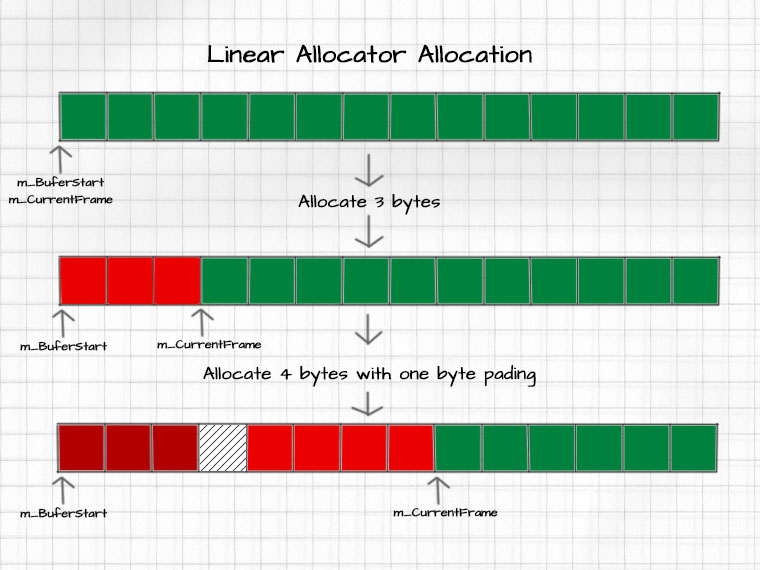 Linear Allocator Allocation
m_BuferStart
m_CurrentFrame
Allocate 3 bytes
m_BuferStart
m_CurrentFrame
Allocate 4 bytes with one byte pading
m_BuferStart
m_CurrentFrame